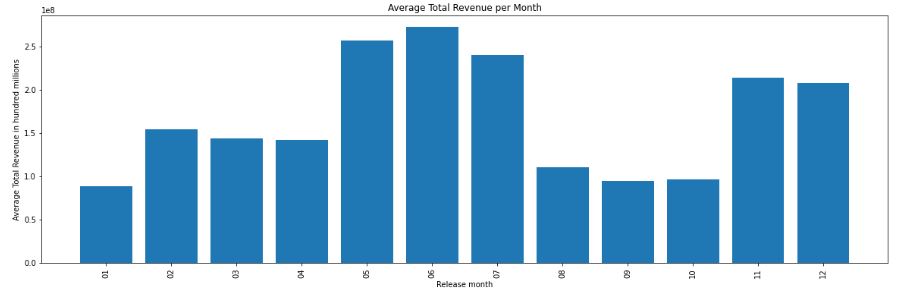 Average Total Revenue per Month
1e8
2.5
2.0
1.5
1.0
0.5
0.0
Average Total Revenue in hundred millions
01 02 03 04 05 06 07 08 09 10 11 12
Release month